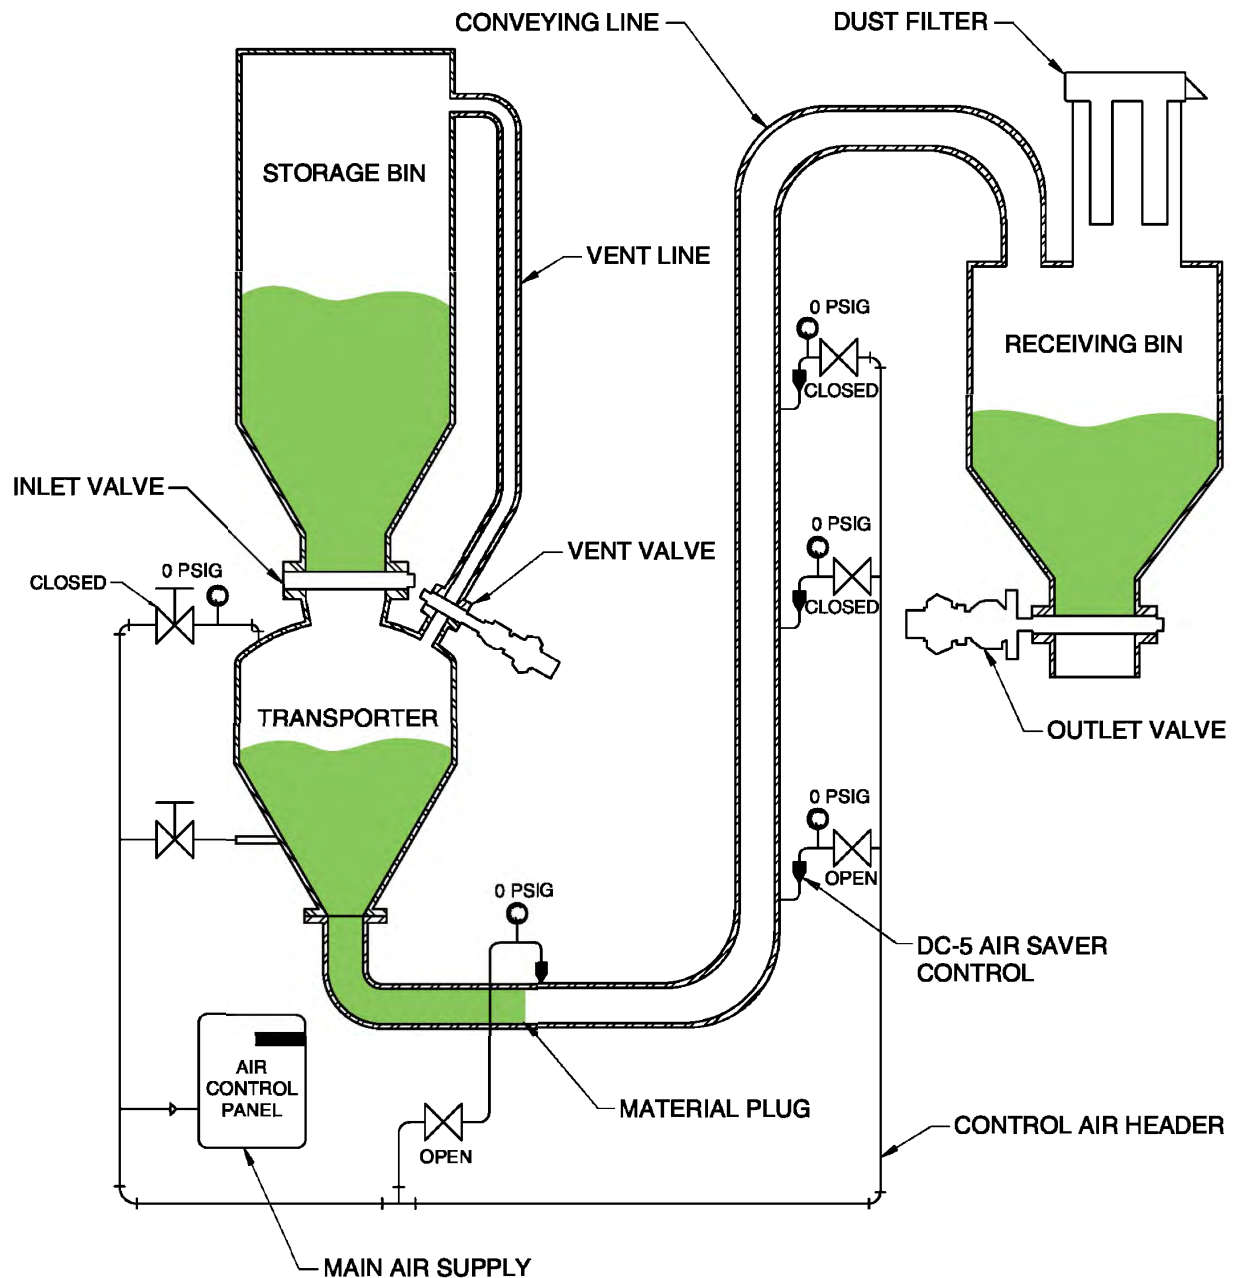 CONVEYING LINE
DUST FILTER
STORAGE BIN
VENT LINE
0 PSIG
RECEIVING BIN
CLOSED
INLET VALVE
0 PSIG
VENT VALVE
CLOSED
0 PSIG
CLOSED
TRANSPORTER
OUTLET VALVE
0 PSIG
OPEN
0 PSIG
DC-5 AIR SAVER
CONTROL
AIR
CONTROL
PANEL
MATERIAL PLUG
CONTROL AIR HEADER
OPEN
MAIN AIR SUPPLY